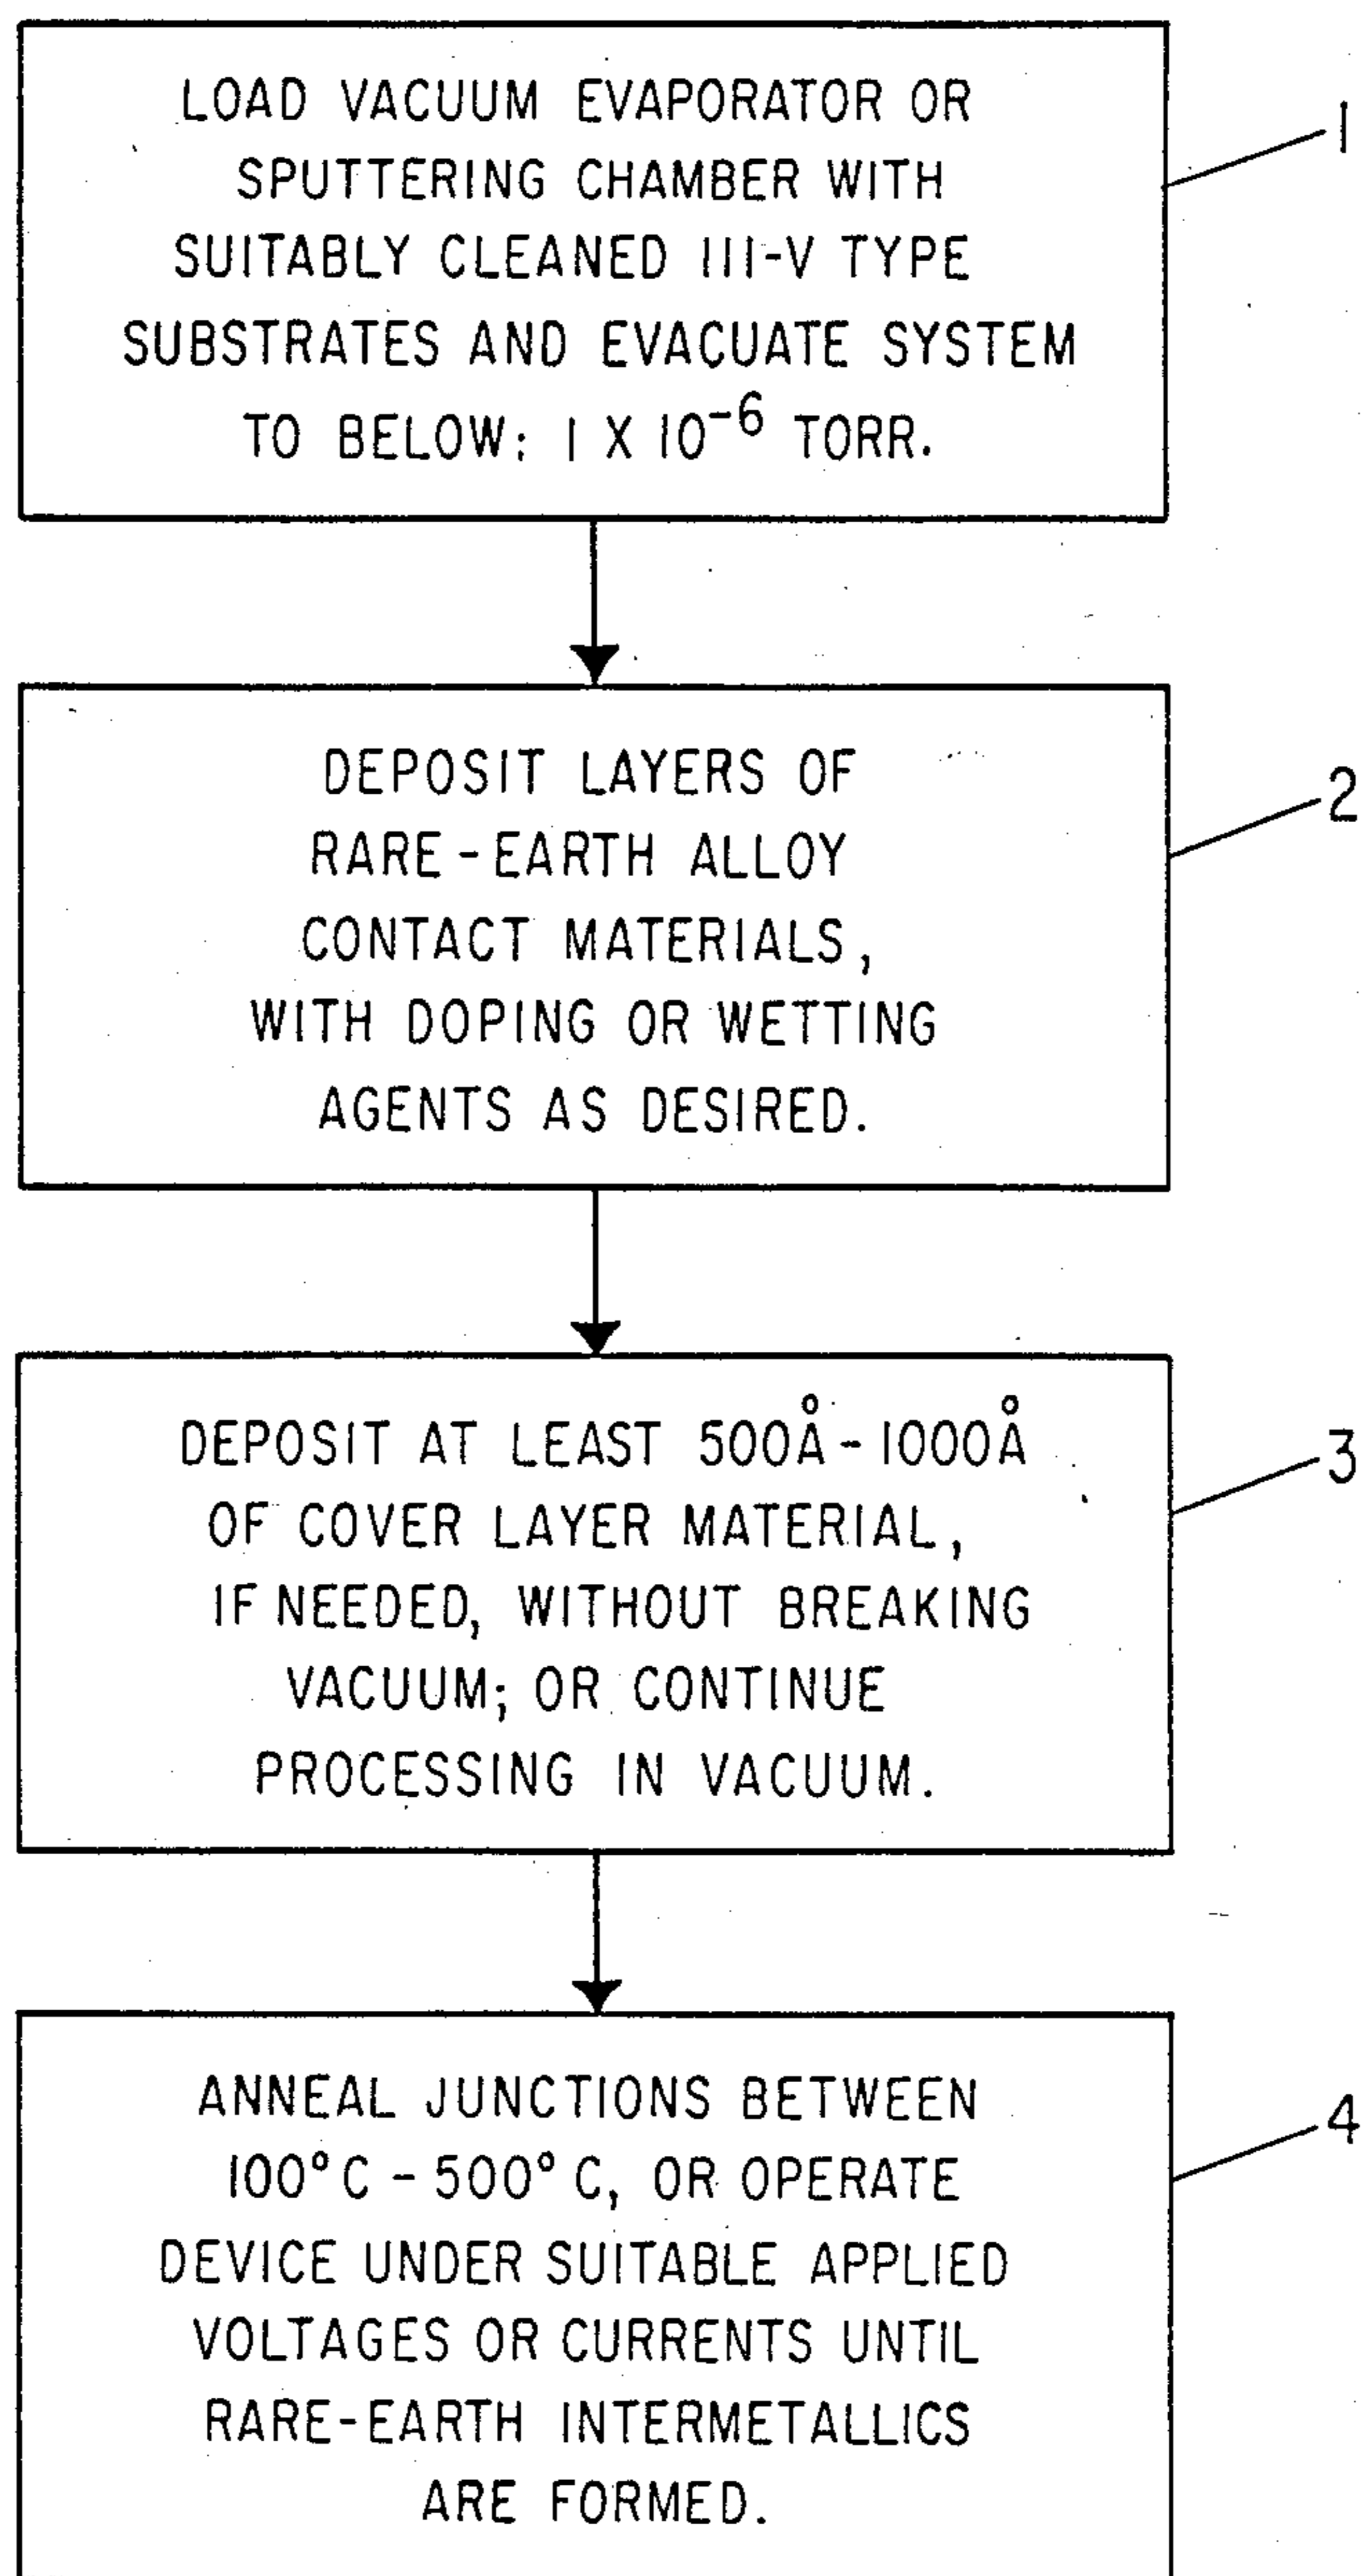 LOAD VACUUM EVAPORATOR OR
SPUTTERING CHAMBER WITH
SUITABLY CLEANED III-V TYPE
SUBSTRATES AND EVACUATE SYSTEM
TO BELOW: 1 X 10⁻⁶ TORR.
1
DEPOSIT LAYERS OF
RARE-EARTH ALLOY
CONTACT MATERIALS,
WITH DOPING OR WETTING
AGENTS AS DESIRED.
2
DEPOSIT AT LEAST 500Å-1000Å
OF COVER LAYER MATERIAL,
IF NEEDED, WITHOUT BREAKING
VACUUM; OR CONTINUE
PROCESSING IN VACUUM.
3
ANNEAL JUNCTIONS BETWEEN
100°C - 500°C, OR OPERATE
DEVICE UNDER SUITABLE APPLIED
VOLTAGES OR CURRENTS UNTIL
RARE-EARTH INTERMETALLICS
ARE FORMED.
4